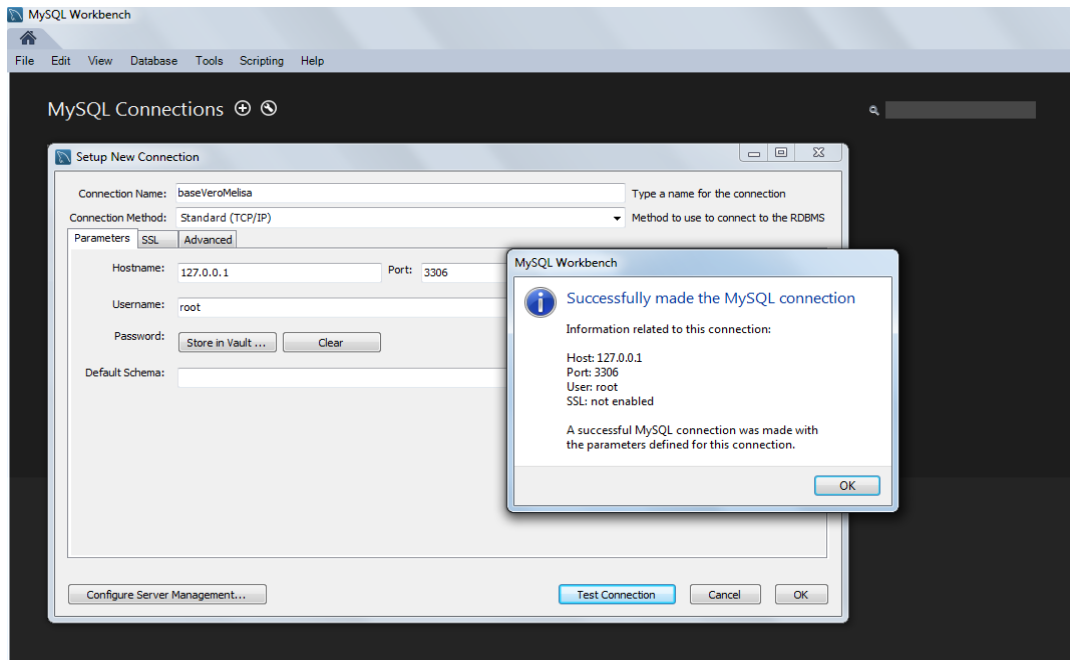 MySQL Workbench
File Edit View Database Tools Scripting Help
MySQL Connections
Setup New Connection
Connection Name: baseVeroMelisa Type a name for the connection
Connection Method: Standard (TCP/IP) Method to use to connect to the RDBMS
Parameters SSL Advanced
Hostname: 127.0.0.1 Port: 3306
Username: root
Password: Store in Vault ... Clear
Default Schema:
MySQL Workbench
Successfully made the MySQL connection
Information related to this connection:
Host: 127.0.0.1
Port: 3306
User: root
SSL: not enabled
A successful MySQL connection was made with
the parameters defined for this connection.
OK
Configure Server Management... Test Connection Cancel OK